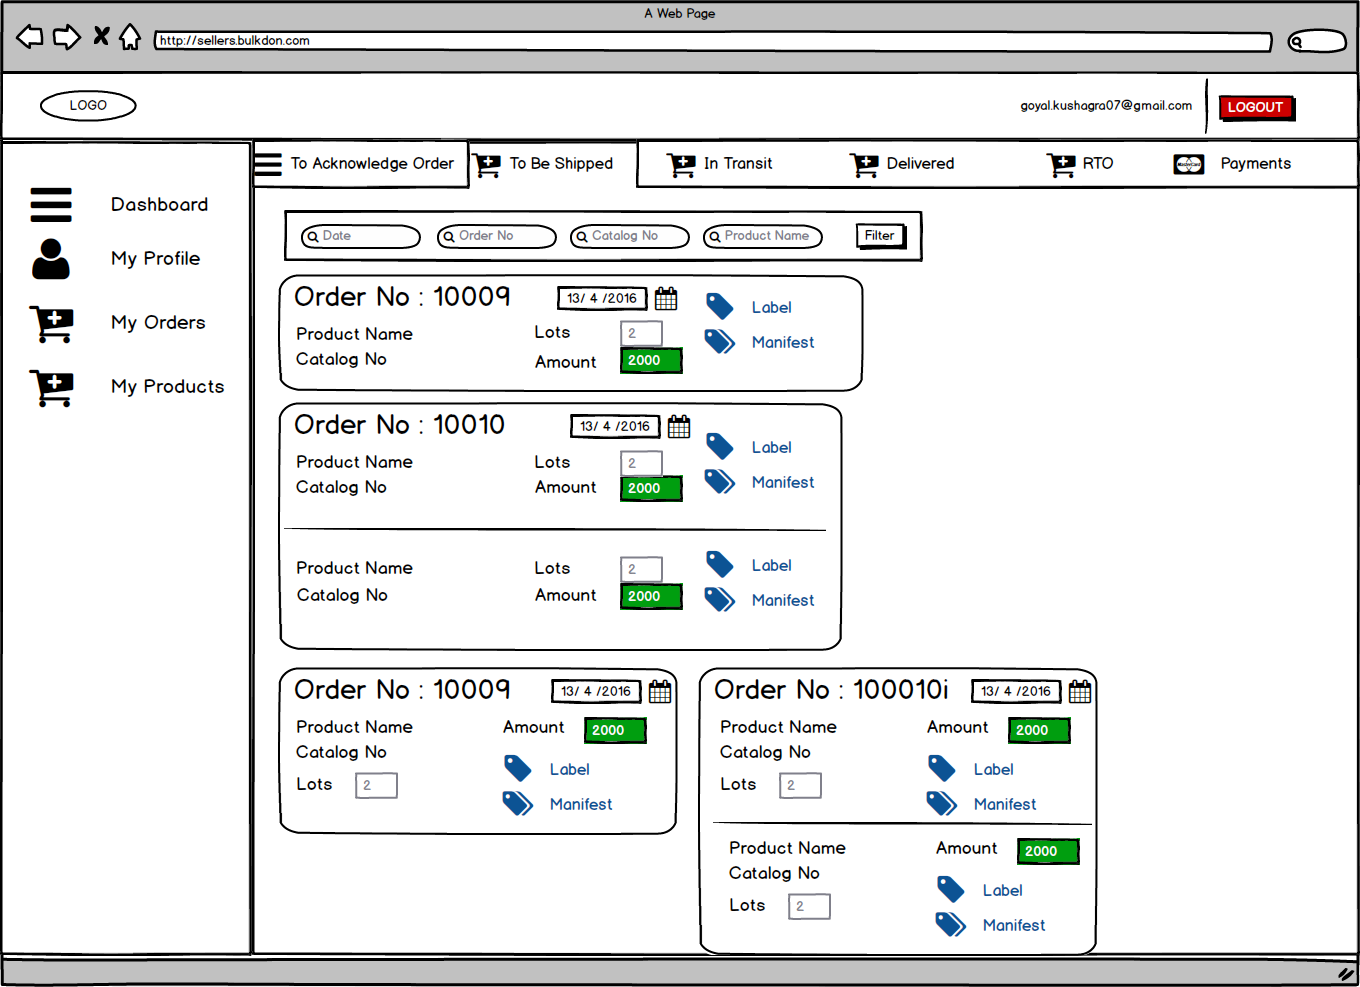 A Web Page
http://sellers.bulkdon.com
LOGO
goyal.kushagra07@gmail.com
LOGOUT
To Acknowledge Order
To Be Shipped
In Transit
Delivered
RTO
MasterCard
Payments
Dashboard
My Profile
My Orders
My Products
Date
Order No
Catalog No
Product Name
Filter
Order No : 10009
13/ 4 /2016
Product Name
Catalog No
Lots
2
Amount
2000
Label
Manifest
Order No : 10010
13/ 4 /2016
Product Name
Catalog No
Lots
2
Amount
2000
Label
Manifest
Product Name
Catalog No
Lots
2
Amount
2000
Label
Manifest
Order No : 10009
13/ 4 /2016
Product Name
Catalog No
Lots
2
Amount
2000
Label
Manifest
Order No : 100010i
13/ 4 /2016
Product Name
Catalog No
Lots
2
Amount
2000
Label
Manifest
Product Name
Catalog No
Lots
2
Amount
2000
Label
Manifest